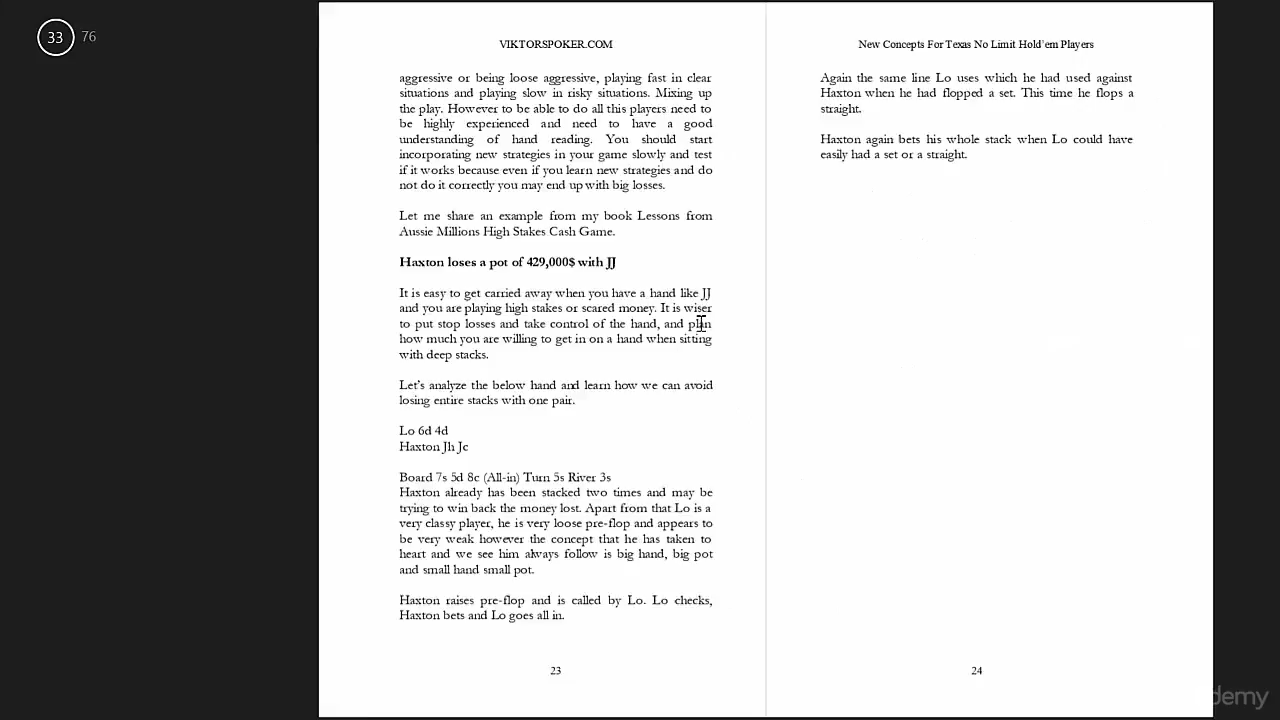 33 76
VIKTORSPOKER.COM
aggressive or being loose aggressive, playing fast in clear
situations and playing slow in risky situations. Mixing up
the play. However to be able to do all this players need to
be highly experienced and need to have a good
understanding of hand reading. You should start
incorporating new strategies in your game slowly and test
if it works because even if you learn new strategies and do
not do it correctly you may end up with big losses.
Let me share an example from my book Lessons from
Aussie Millions High Stakes Cash Game.
Haxton loses a pot of 429,000$ with JJ
It is easy to get carried away when you have a hand like JJ
and you are playing high stakes or scared money. It is wiser
to put stop losses and take control of the hand, and plan
how much you are willing to get in on a hand when sitting
with deep stacks.
Let's analyze the below hand and learn how we can avoid
losing entire stacks with one pair.
Lo 6d 4d
Haxton Jh Jc
Board 7s 5d 8c (All-in) Turn 5s River 3s
Haxton already has been stacked two times and may be
trying to win back the money lost. Apart from that Lo is a
very classy player, he is very loose pre-flop and appears to
be very weak however the concept that he has taken to
heart and we see him always follow is big hand, big pot
and small hand small pot.
Haxton raises pre-flop and is called by Lo. Lo checks,
Haxton bets and Lo goes all in.
23
New Concepts For Texas No Limit Hold'em Players
Again the same line Lo uses which he had used against
Haxton when he had flopped a set. This time he flops a
straight.
Haxton again bets his whole stack when Lo could have
easily had a set or a straight.
24
demy